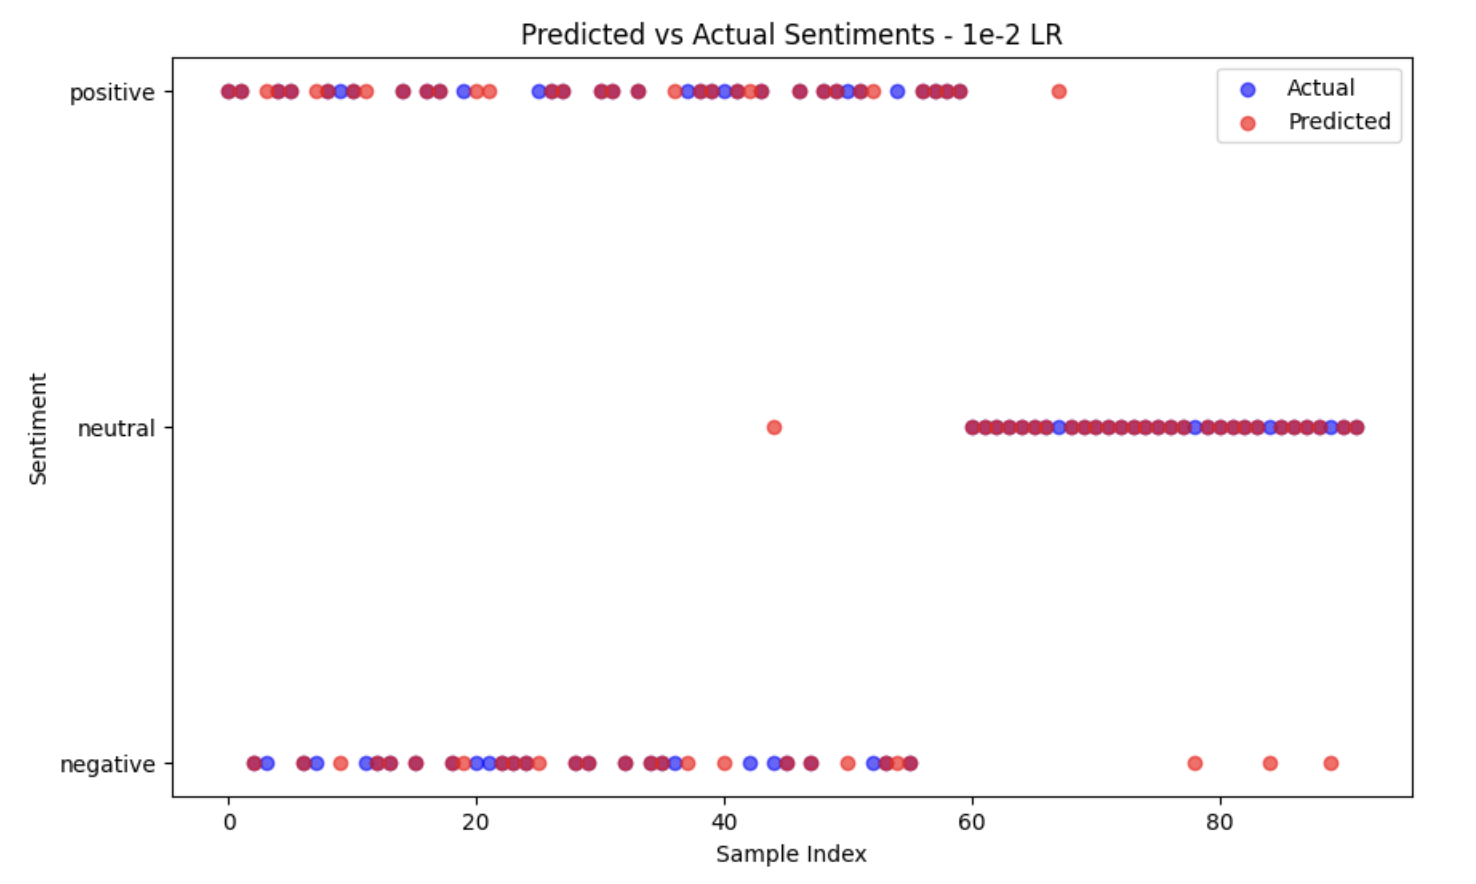 Predicted vs Actual Sentiments - 1e-2 LR
Actual
Predicted
positive
neutral
negative
Sentiment
0
20
40
60
80
Sample Index